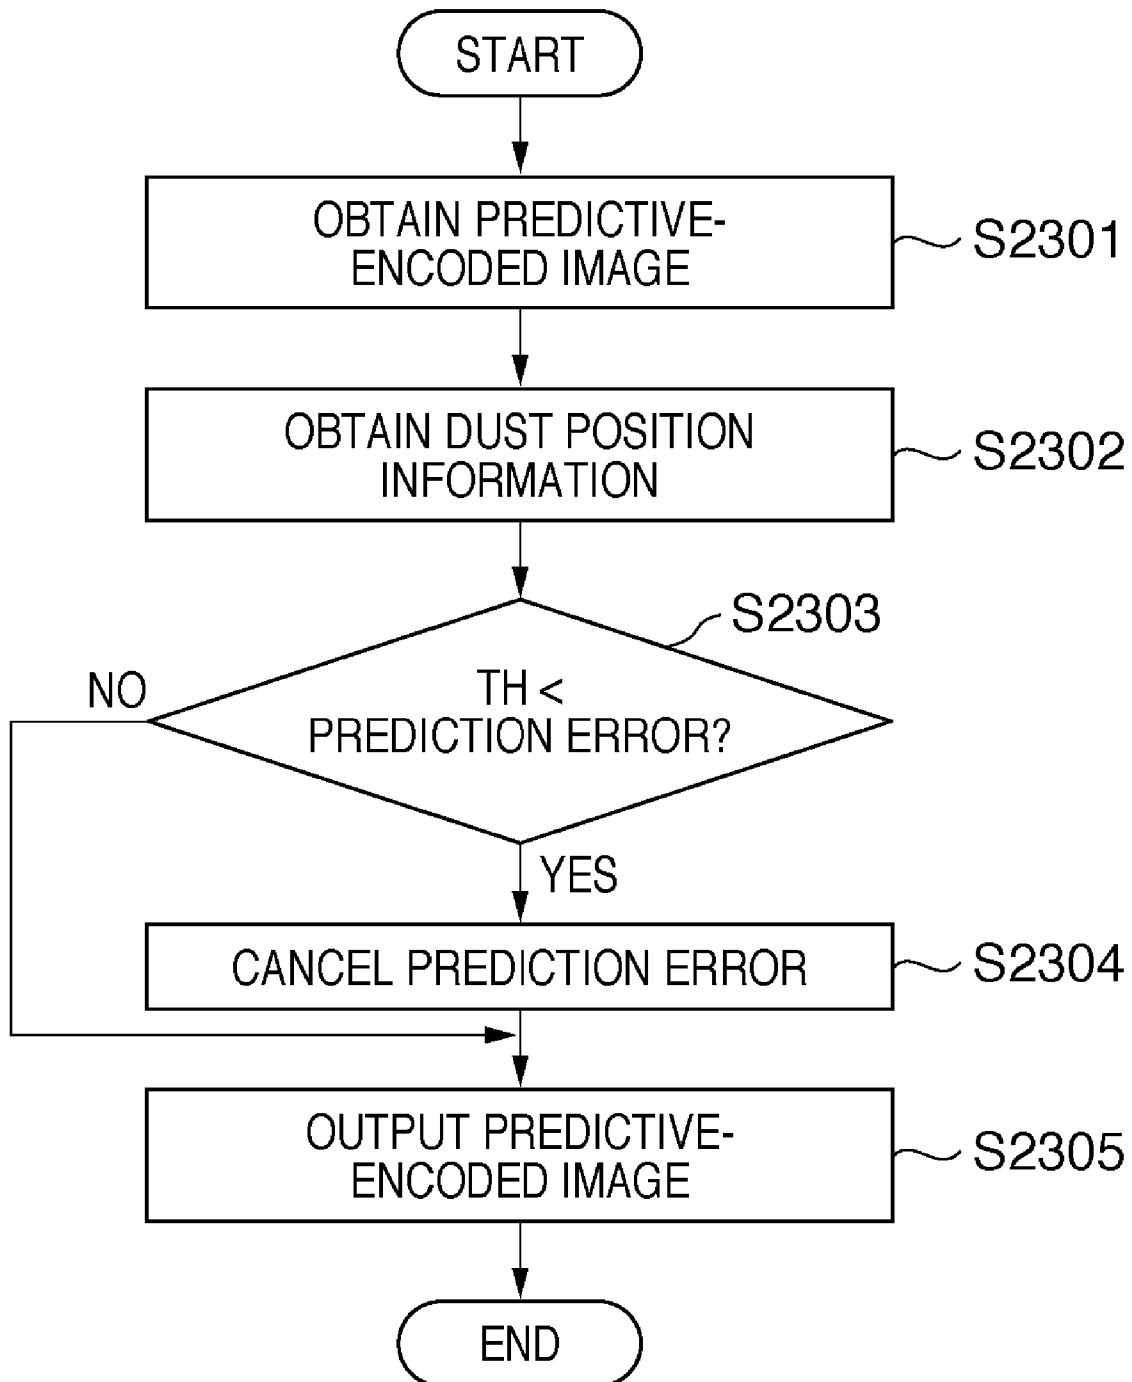 START
OBTAIN PREDICTIVE-
ENCODED IMAGE
S2301
OBTAIN DUST POSITION
INFORMATION
S2302
S2303
TH <
PREDICTION ERROR?
NO
YES
CANCEL PREDICTION ERROR
S2304
OUTPUT PREDICTIVE-
ENCODED IMAGE
S2305
END